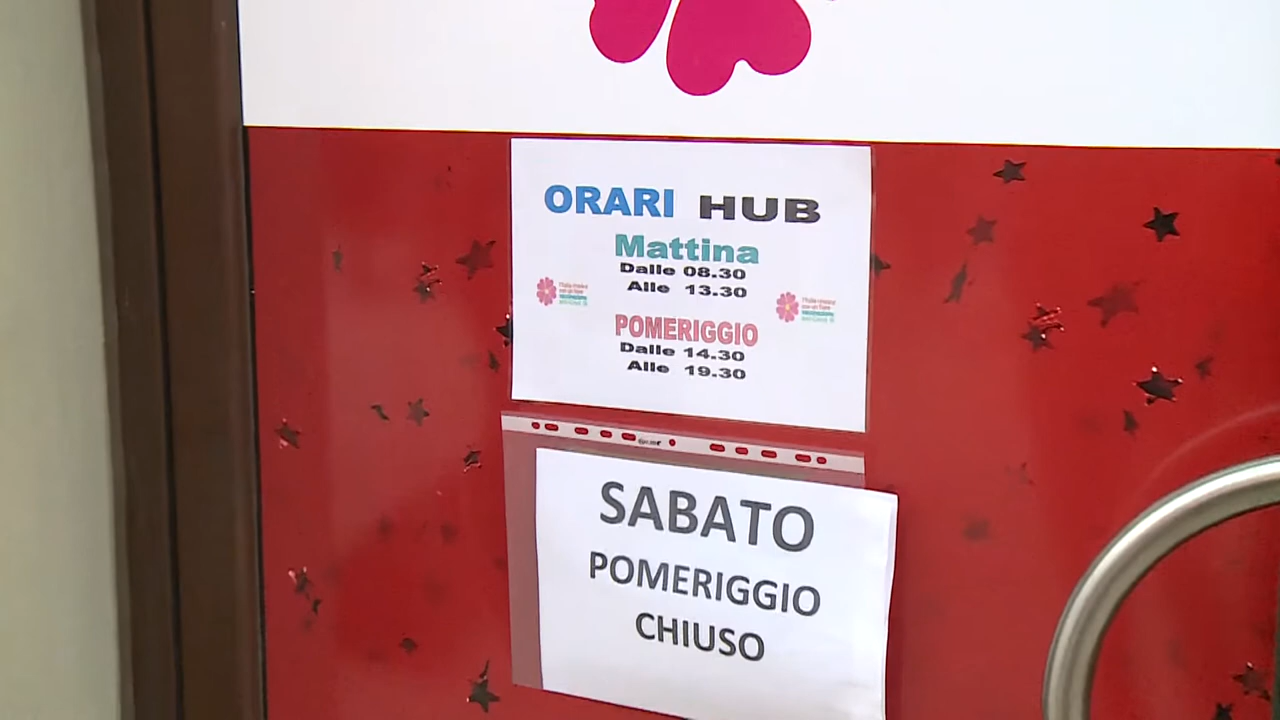 ORARI HUB
Mattina
Dalle 08.30
Alle 13.30
POMERIGGIO
Dalle 14.30
Alle 19.30
SABATO
POMERIGGIO
CHIUSO